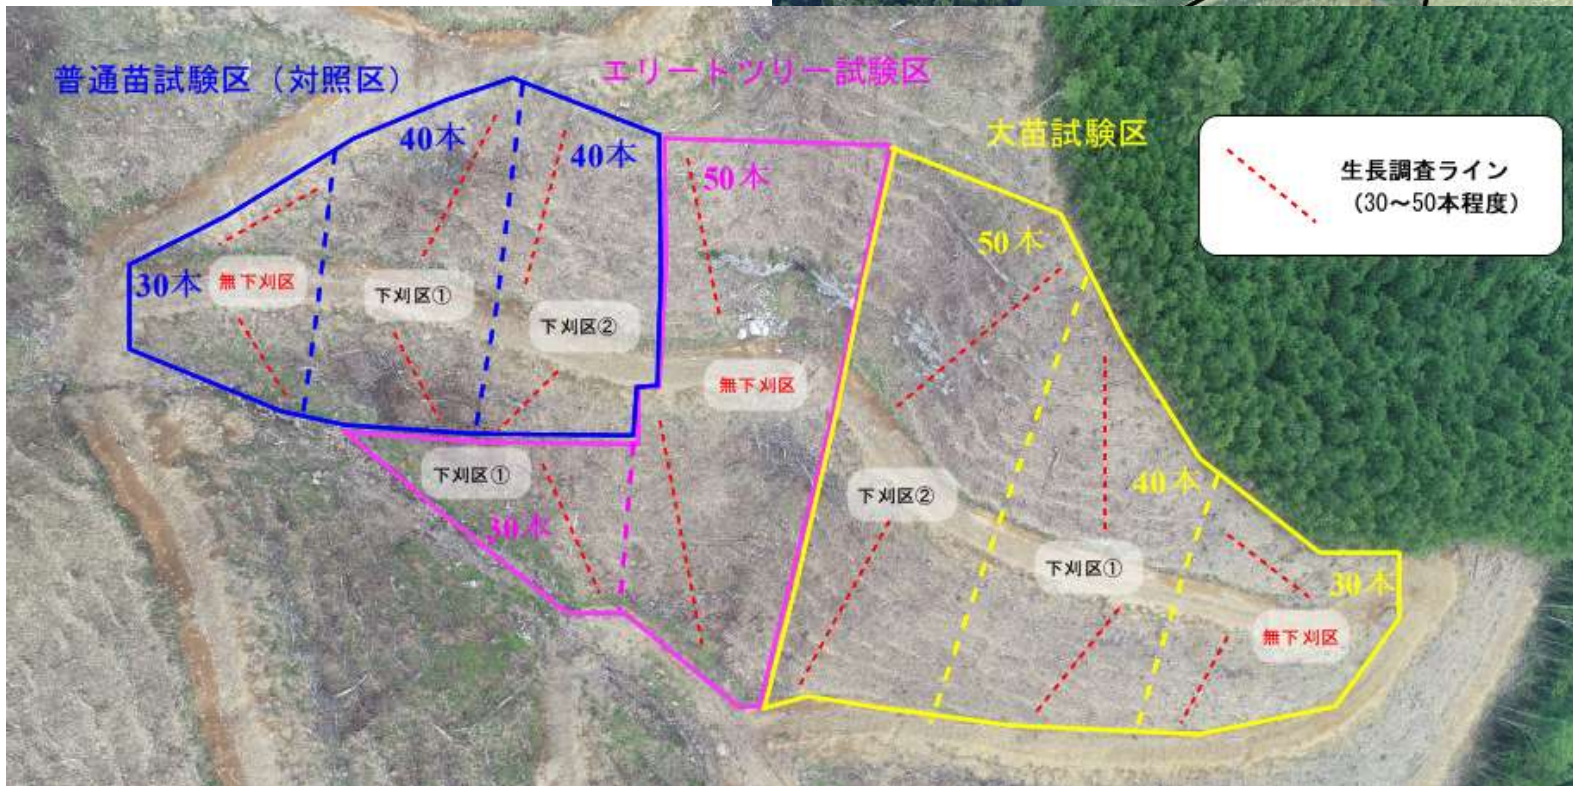 普通苗試験区（対照区）
エリートツリー試験区
大苗試験区
生長調査ライン
（30～50本程度）
40本
40本
50本
50本
30本
無下刈区
下刈区①
下刈区②
無下刈区
下刈区①
30本
下刈区②
40本
下刈区①
30本
無下刈区